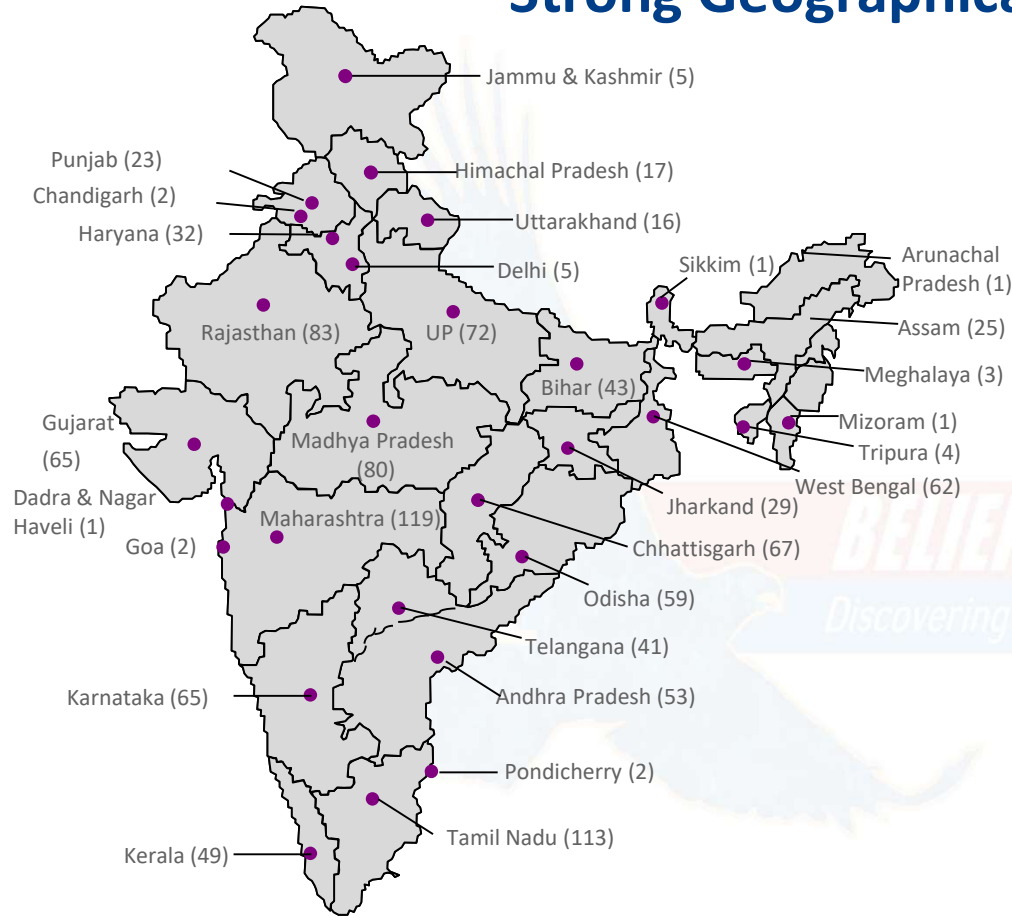 Strong Geographica
Jammu & Kashmir (5)
Punjab (23)
Himachal Pradesh (17)
Chandigarh (2)
Uttarakhand (16)
Haryana (32)
Delhi (5)
Sikkim (1)
Arunachal
Pradesh (1)
Assam (25)
Rajasthan (83)
UP (72)
Bihar (43)
Meghalaya (3)
Gujarat
(65)
Madhya Pradesh
(80)
Mizoram (1)
Tripura (4)
West Bengal (62)
Dadra & Nagar
Haveli (1)
Jharkand (29)
Maharashtra (119)
Goa (2)
Chhattisgarh (67)
BELIE
Odisha (59)
Discovering
Telangana (41)
Karnataka (65)
Andhra Pradesh (53)
Pondicherry (2)
Tamil Nadu (113)
Kerala (49)